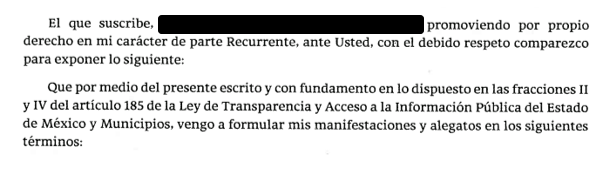 El que suscribe, promoviendo por propio
derecho en mi carácter de parte Recurrente, ante Usted, con el debido respeto comparezco
para exponer lo siguiente:
Que por medio del presente escrito y con fundamento en lo dispuesto en las fracciones II
y IV del artículo 185 de la Ley de Transparencia y Acceso a la Información Pública del Estado
de México y Municipios, vengo a formular mis manifestaciones y alegatos en los siguientes
términos: